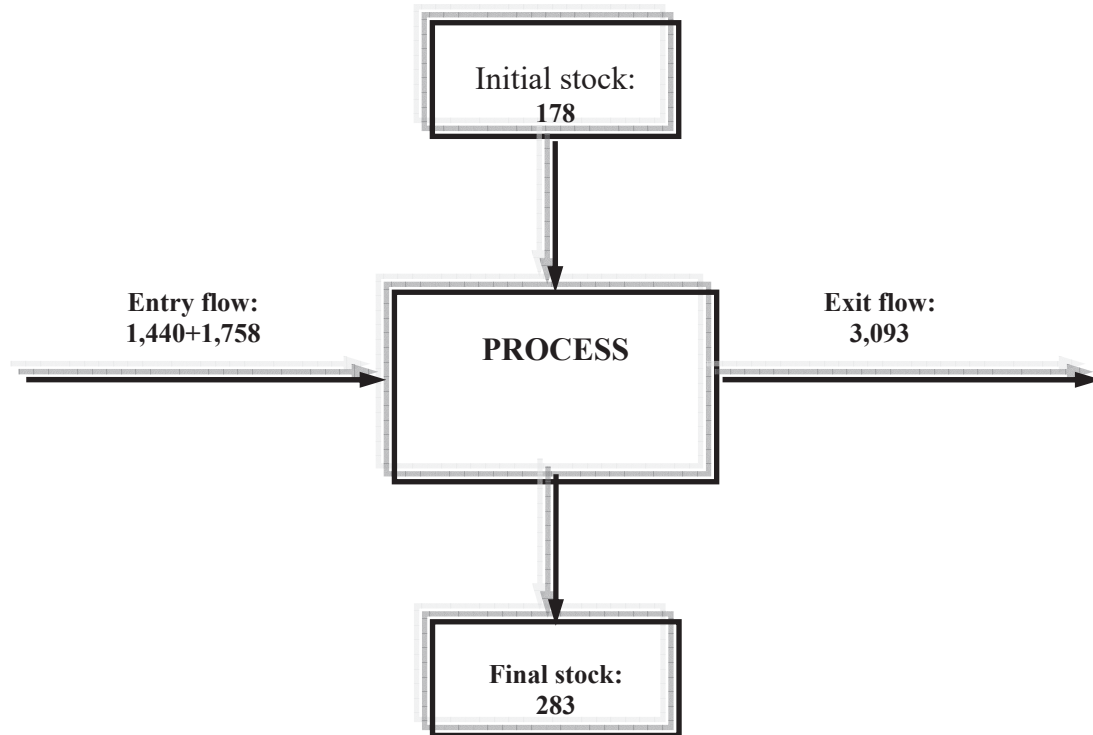 Initial stock:
178
Entry flow:
1,440+1,758
PROCESS
Exit flow:
3,093
Final stock:
283